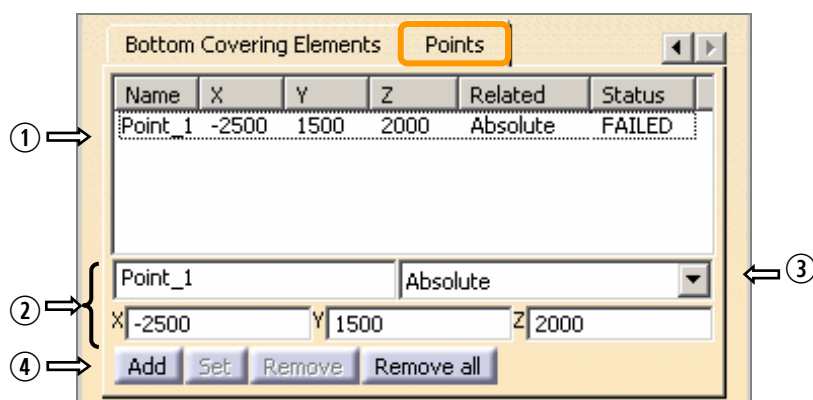 Bottom Covering Elements Points
Name X Y Z Related Status
① Point_1 -2500 1500 2000 Absolute FAILED
Point_1 Absolute ③
② X -2500 Y 1500 Z 2000
④ Add Set Remove Remove all